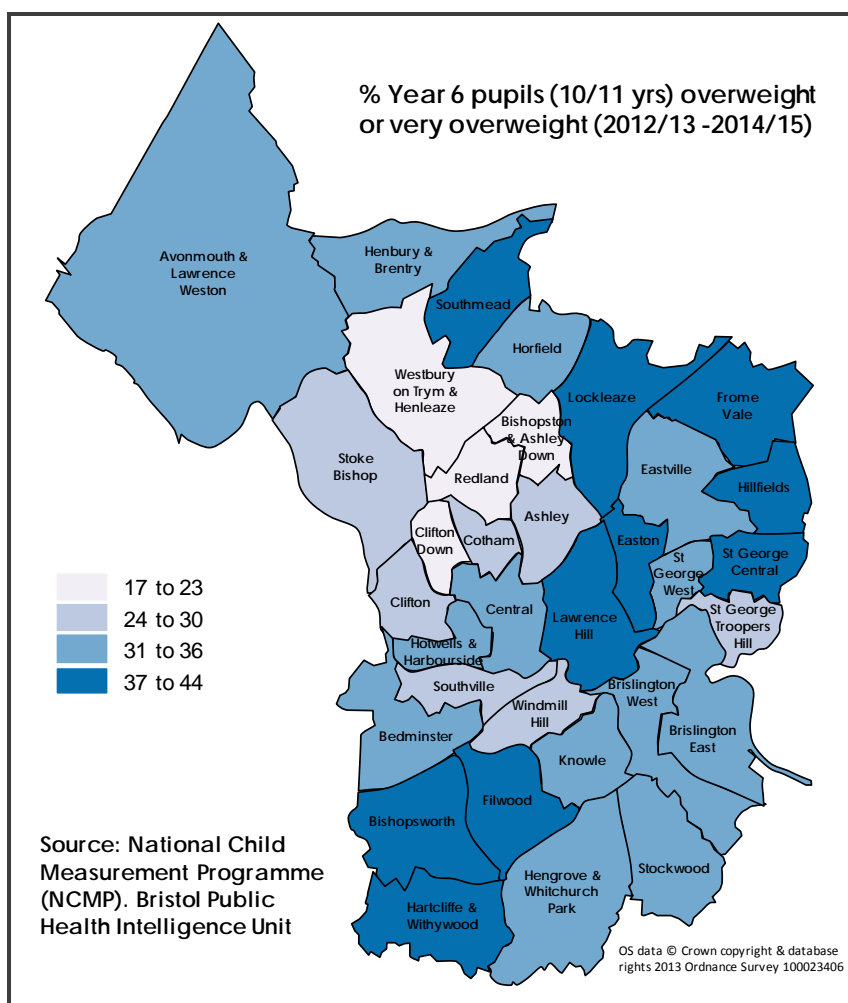 % Year 6 pupils (10/11 yrs) overweight
or very overweight (2012/13 -2014/15)
Avonmouth &
Lawrence
Weston
Henbury &
Brentry
Southmead
Horfield
Westbury
on Trym &
Henleaze
Lockleaze
Frome
Vale
Bishopston
& Ashley
Down
Stoke
Bishop
Eastville
Redland
Hillfields
Ashley
Clifton
Down
Cotham
Easton
St
George
West
St George
Central
17 to 23
24 to 30
31 to 36
37 to 44
Clifton
Central
Lawrence
Hill
St George
Troopers
Hill
Hotwells &
Harbourside
Southville
Windmill
Hill
Brislington
West
Brislington
East
Bedminster
Knowle
Filwood
Bishopsworth
Stockwood
Hengrove &
Whitchurch
Park
Hartcliffe &
Withywood
Source: National Child
Measurement Programme
(NCMP). Bristol Public
Health Intelligence Unit
OS data © Crown copyright & database
rights 2013 Ordnance Survey 100023406